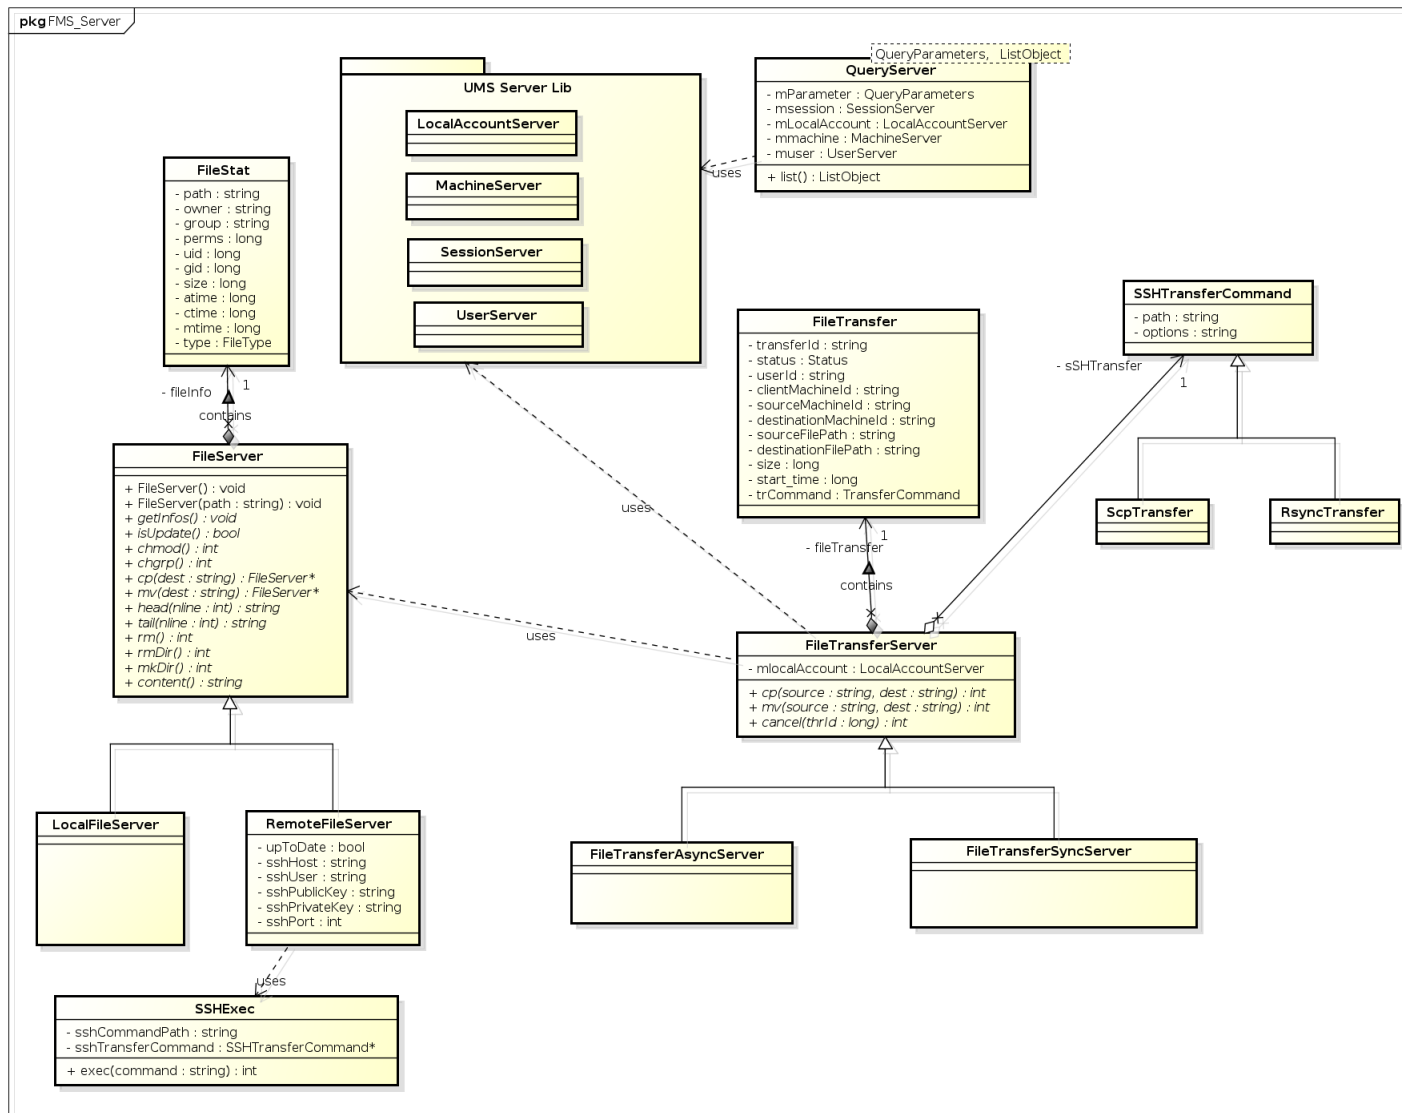 pkg FMS_Server
QueryParameters, ListObject
QueryServer
- mParameter : QueryParameters
- msession : SessionServer
- mLocalAccount : LocalAccountServer
- mmachine : MachineServer
- muser : UserServer
+ list() : ListObject
uses
UMS Server Lib
LocalAccountServer
MachineServer
SessionServer
UserServer
FileStat
- path : string
- owner : string
- group : string
- perms : long
- uid : long
- gid : long
- size : long
- atime : long
- ctime : long
- mtime : long
- type : FileType
- fileInfo
1
contains
FileServer
+ FileServer() : void
+ FileServer(path : string) : void
+ getInfos() : void
+ isUpdate() : bool
+ chmod() : int
+ chgrp() : int
+ cp(dest : string) : FileServer*
+ mv(dest : string) : FileServer*
+ head(nline : int) : string
+ tail(nline : int) : string
+ rm() : int
+ rmDir() : int
+ mkDir() : int
+ content() : string
uses
uses
FileTransfer
- transferId : string
- status : Status
- userId : string
- clientMachineId : string
- sourceMachineId : string
- destinationMachineId : string
- sourceFilePath : string
- destinationFilePath : string
- size : long
- start_time : long
- trCommand : TransferCommand
1
- fileTransfer
contains
SSHTransferCommand
- path : string
- options : string
- sSHTransfer
1
ScpTransfer
RsyncTransfer
FileTransferServer
- mlocalAccount : LocalAccountServer
+ cp(source : string, dest : string) : int
+ mv(source : string, dest : string) : int
+ cancel(thrId : long) : int
LocalFileServer
RemoteFileServer
- upToDate : bool
- sshHost : string
- sshUser : string
- sshPublicKey : string
- sshPrivateKey : string
- sshPort : int
FileTransferAsyncServer
FileTransferSyncServer
uses
SSHExec
- sshCommandPath : string
- sshTransferCommand : SSHTransferCommand*
+ exec(command : string) : int